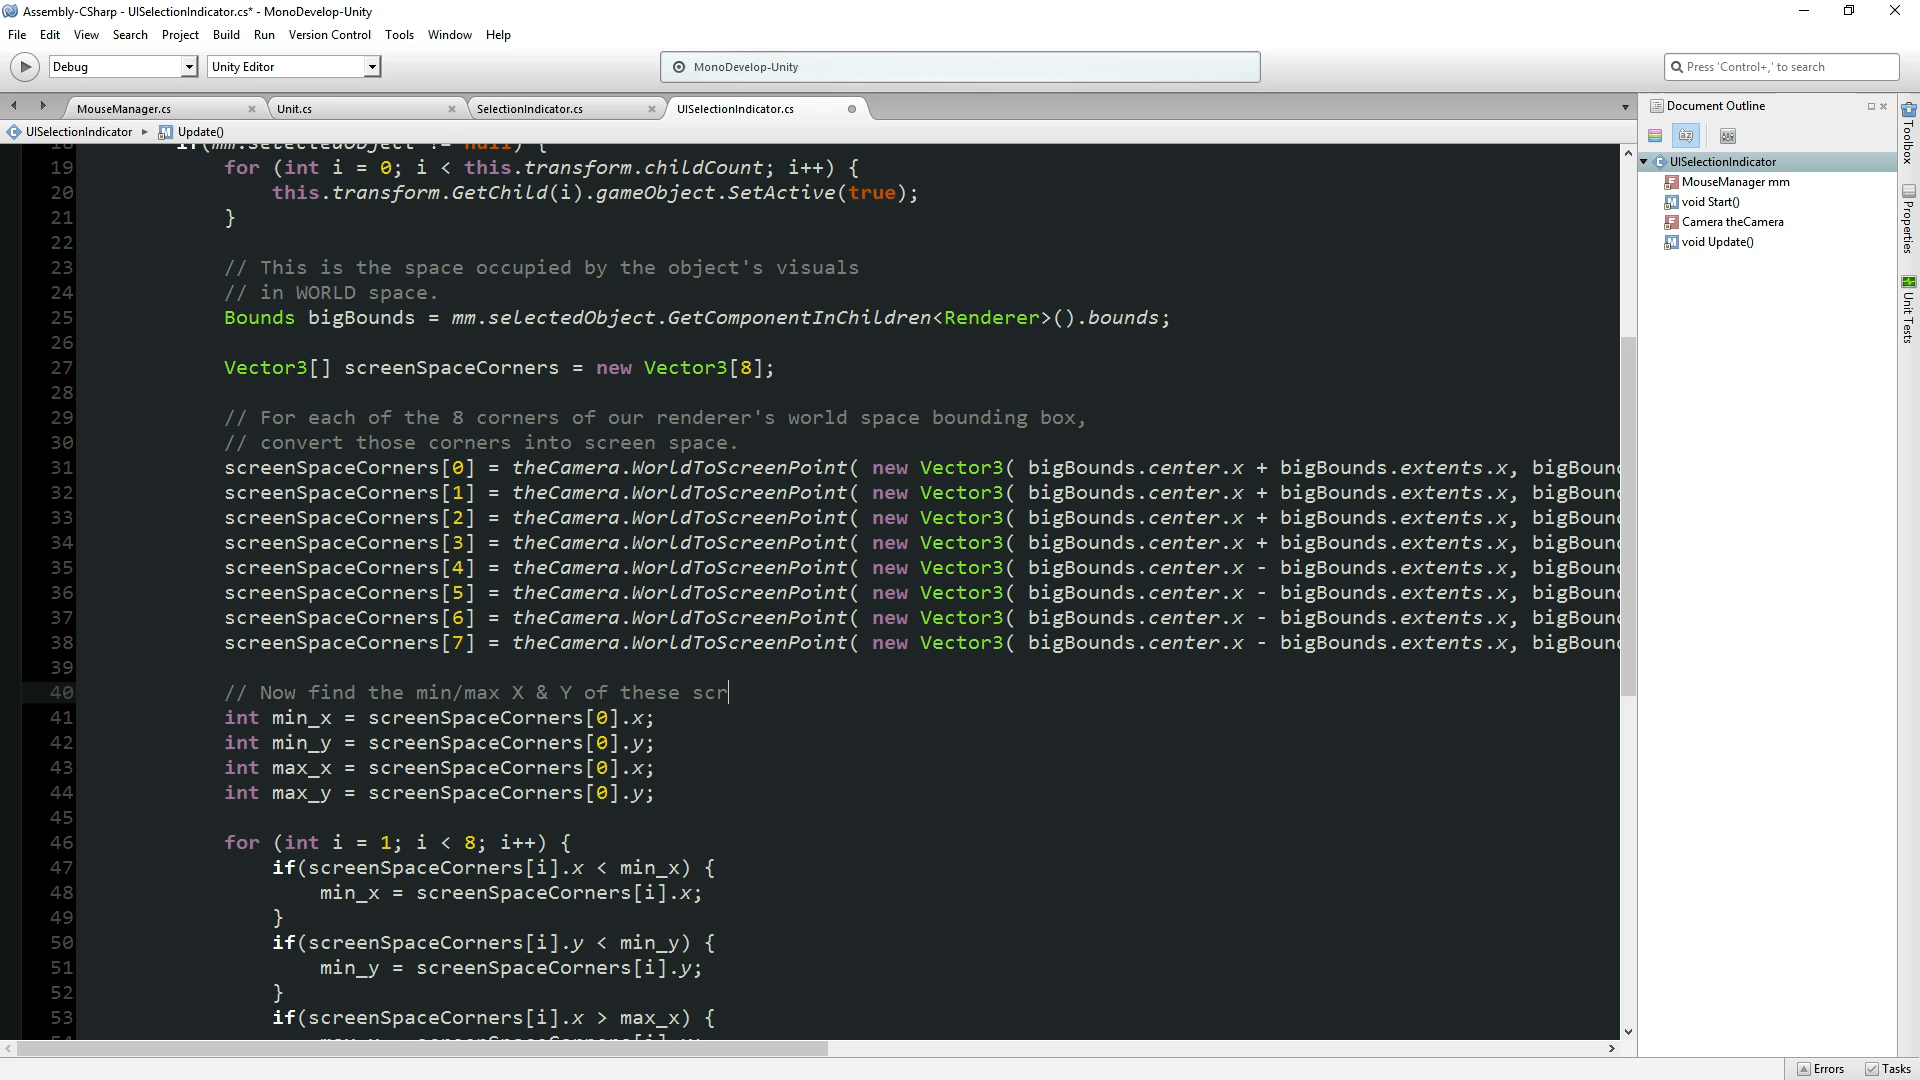 Assembly-CSharp - UISelectionIndicator.cs* - MonoDevelop-Unity
File Edit View Search Project Build Run Version Control Tools Window Help
Debug Unity Editor MonoDevelop-Unity Press 'Control+,' to search
MouseManager.cs Unit.cs SelectionIndicator.cs UISelectionIndicator.cs
UISelectionIndicator Update()
18 if(mm.selectedObject != null) {
19 for (int i = 0; i < this.transform.childCount; i++) {
20 this.transform.GetChild(i).gameObject.SetActive(true);
21 }
22
23 // This is the space occupied by the object's visuals
24 // in WORLD space.
25 Bounds bigBounds = mm.selectedObject.GetComponentInChildren<Renderer>().bounds;
26
27 Vector3[] screenSpaceCorners = new Vector3[8];
28
29 // For each of the 8 corners of our renderer's world space bounding box,
30 // convert those corners into screen space.
31 screenSpaceCorners[0] = theCamera.WorldToScreenPoint( new Vector3( bigBounds.center.x + bigBounds.extents.x, bigBoun
32 screenSpaceCorners[1] = theCamera.WorldToScreenPoint( new Vector3( bigBounds.center.x + bigBounds.extents.x, bigBoun
33 screenSpaceCorners[2] = theCamera.WorldToScreenPoint( new Vector3( bigBounds.center.x + bigBounds.extents.x, bigBoun
34 screenSpaceCorners[3] = theCamera.WorldToScreenPoint( new Vector3( bigBounds.center.x + bigBounds.extents.x, bigBoun
35 screenSpaceCorners[4] = theCamera.WorldToScreenPoint( new Vector3( bigBounds.center.x - bigBounds.extents.x, bigBoun
36 screenSpaceCorners[5] = theCamera.WorldToScreenPoint( new Vector3( bigBounds.center.x - bigBounds.extents.x, bigBoun
37 screenSpaceCorners[6] = theCamera.WorldToScreenPoint( new Vector3( bigBounds.center.x - bigBounds.extents.x, bigBoun
38 screenSpaceCorners[7] = theCamera.WorldToScreenPoint( new Vector3( bigBounds.center.x - bigBounds.extents.x, bigBoun
39
40 // Now find the min/max X & Y of these scr
41 int min_x = screenSpaceCorners[0].x;
42 int min_y = screenSpaceCorners[0].y;
43 int max_x = screenSpaceCorners[0].x;
44 int max_y = screenSpaceCorners[0].y;
45
46 for (int i = 1; i < 8; i++) {
47 if(screenSpaceCorners[i].x < min_x) {
48 min_x = screenSpaceCorners[i].x;
49 }
50 if(screenSpaceCorners[i].y < min_y) {
51 min_y = screenSpaceCorners[i].y;
52 }
53 if(screenSpaceCorners[i].x > max_x) {
Document Outline
UISelectionIndicator
MouseManager mm
void Start()
Camera theCamera
void Update()
Toolbox
Properties
Unit Tests
Errors Tasks